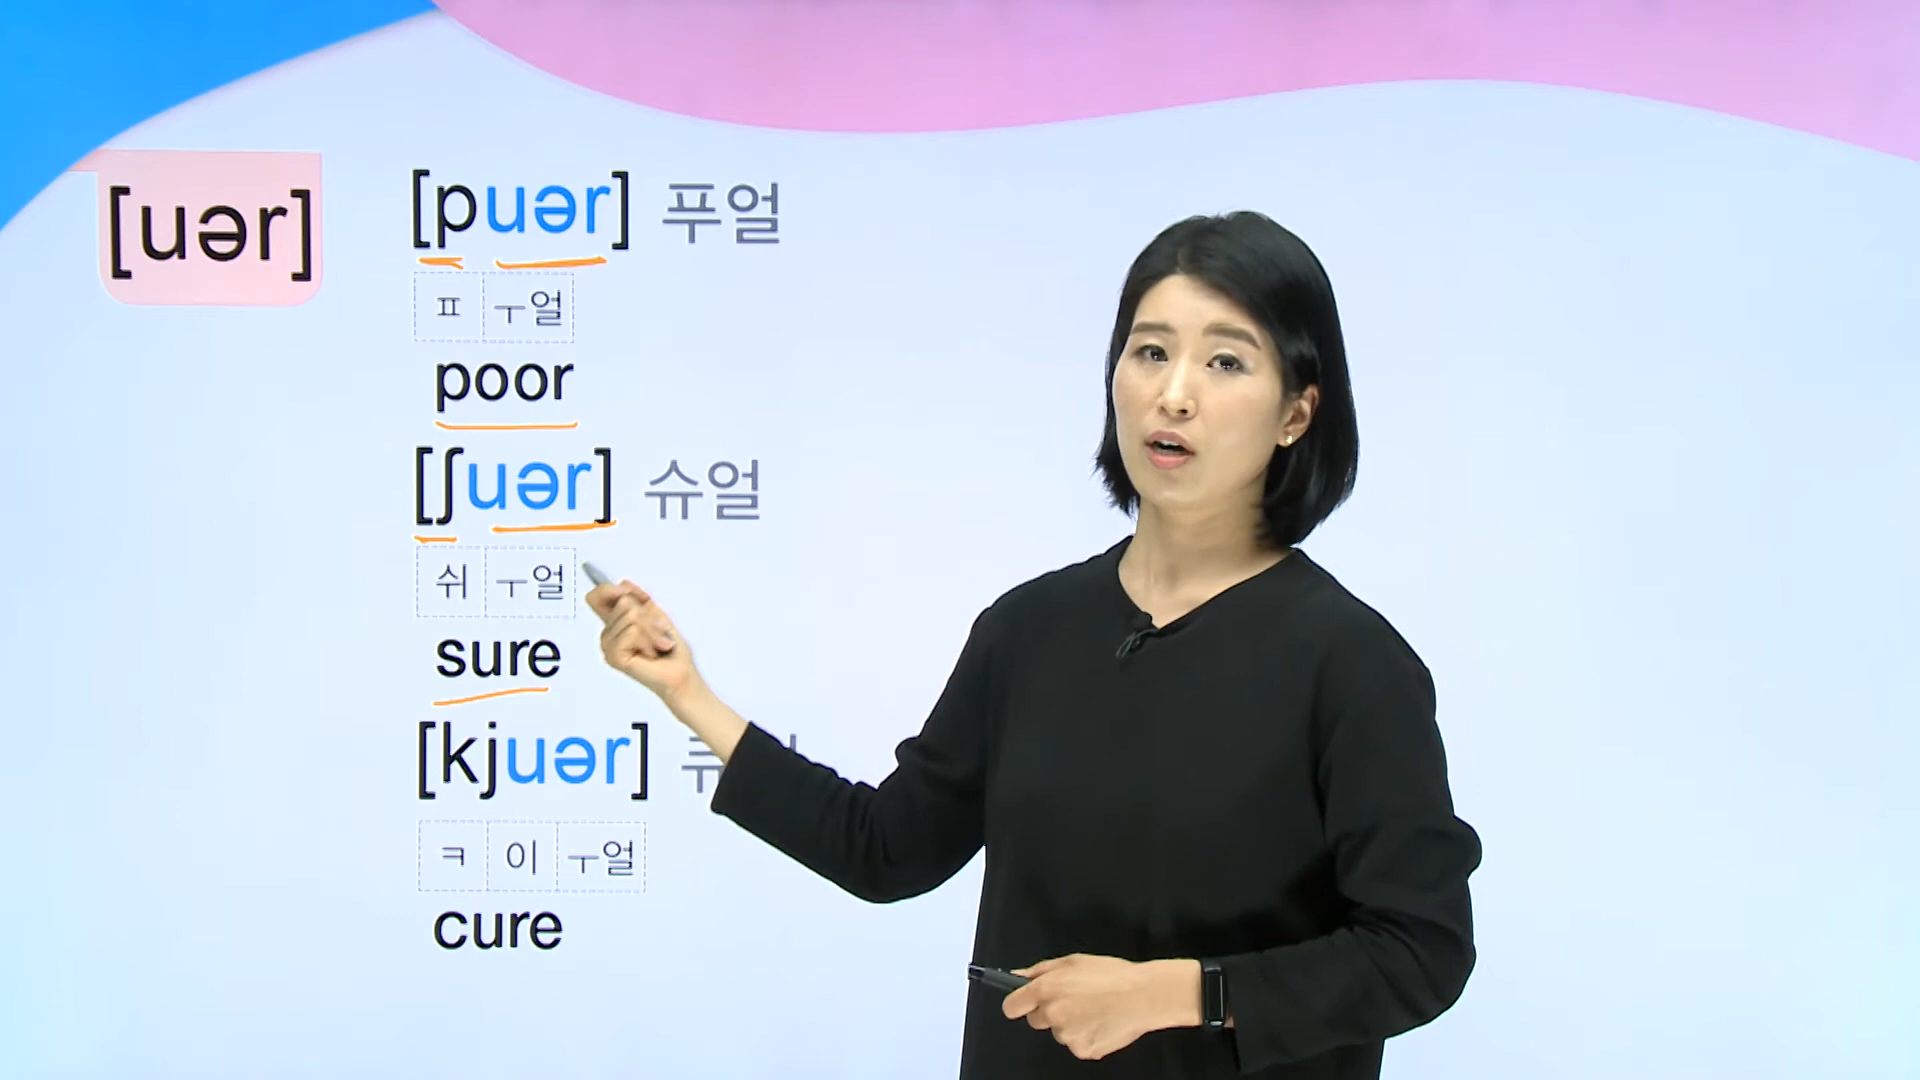 [uər]
[puər] 푸얼
ㅍ ㅜ얼
poor
[ʃuər] 슈얼
쉬 ㅜ얼
sure
[kjuər]
ㅋ 이 ㅜ얼
cure